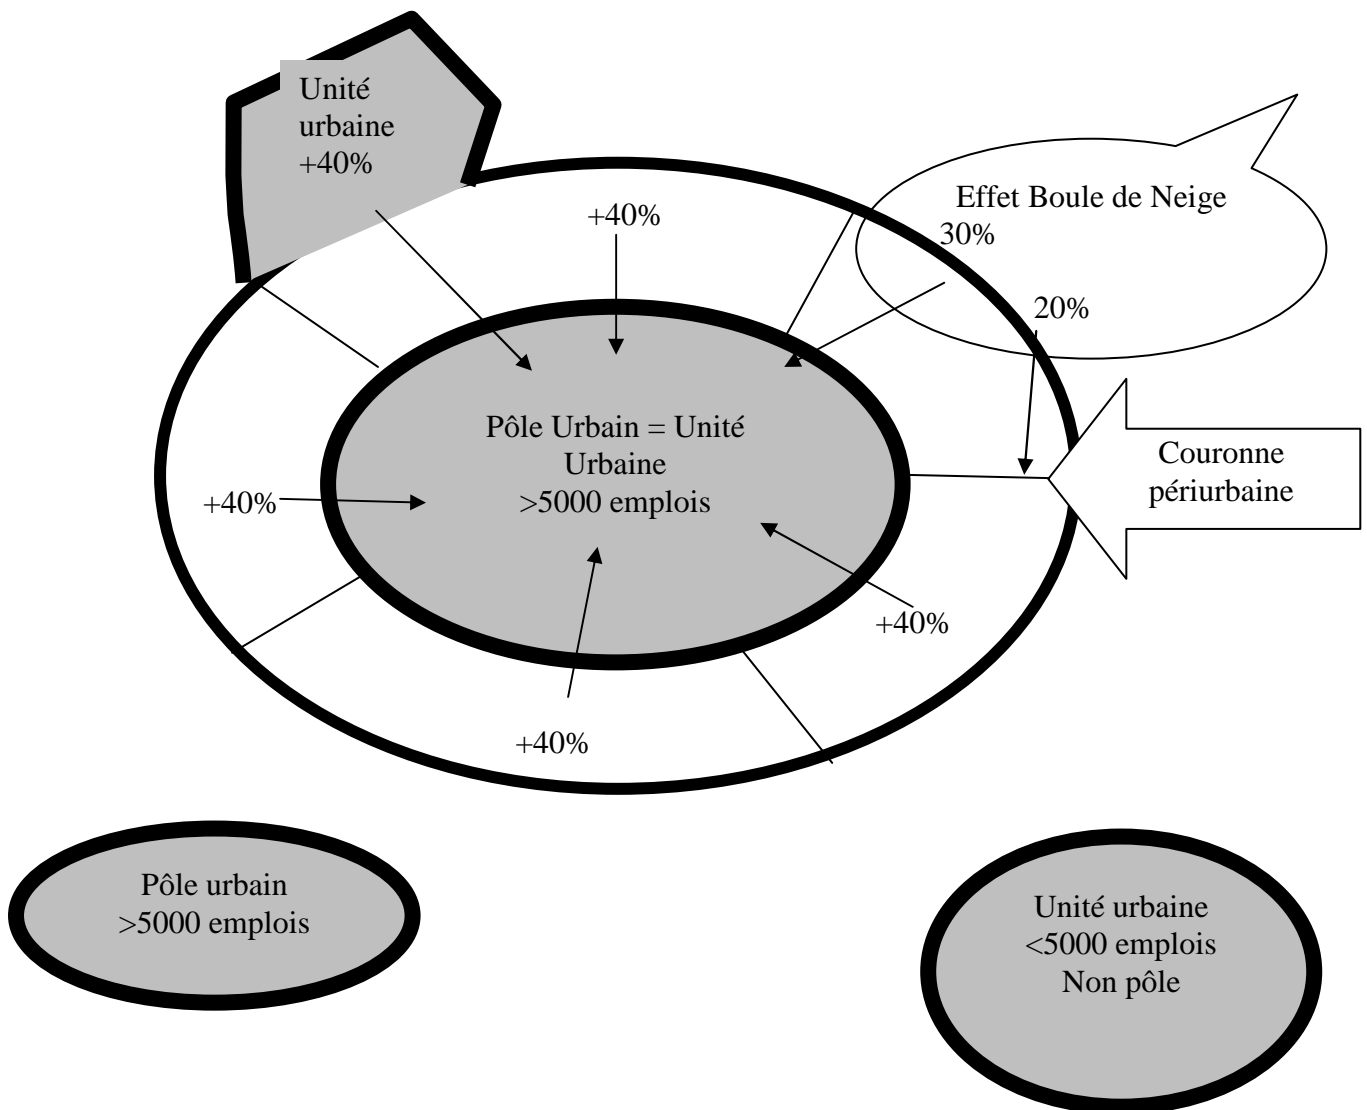 Unité
urbaine
+40%
+40%
Effet Boule de Neige
30%
20%
Pôle Urbain = Unité
Urbaine
>5000 emplois
Couronne
périurbaine
+40%
+40%
+40%
Pôle urbain
>5000 emplois
Unité urbaine
<5000 emplois
Non pôle